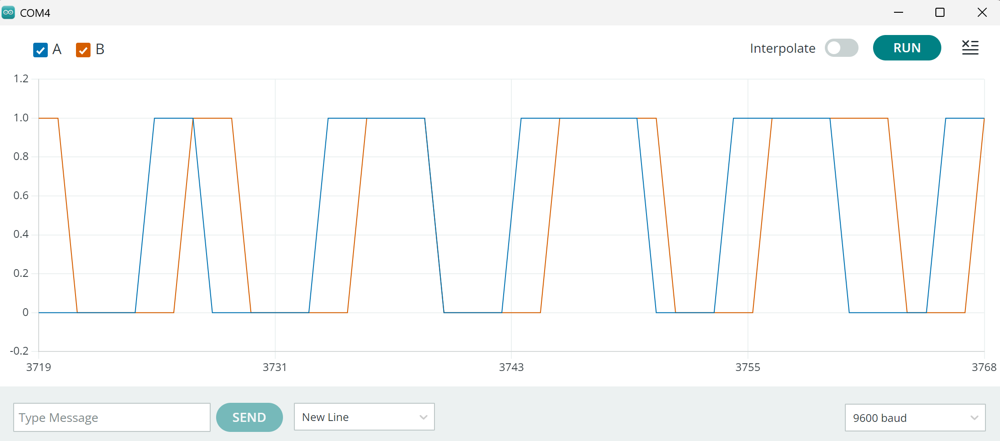 COM4
A B
Interpolate RUN
1.2
1.0
0.8
0.6
0.4
0.2
0
-0.2
3719 3731 3743 3755 3768
Type Message SEND New Line 9600 baud